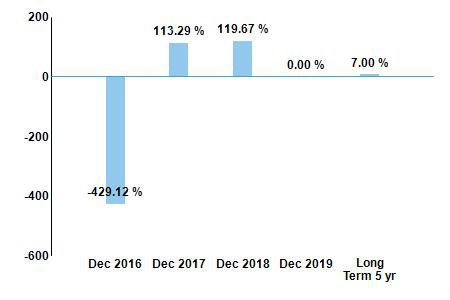 200
113.29 %
119.67 %
0.00 %
7.00 %
0
-200
-429.12 %
-400
-600
Dec 2016
Dec 2017
Dec 2018
Dec 2019
Long
Term 5 yr